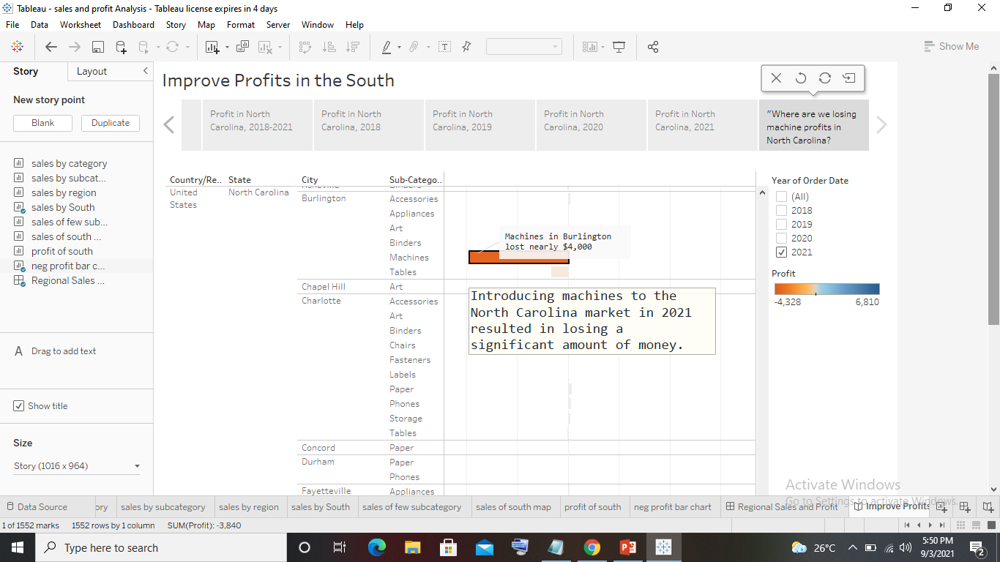 Tableau - sales and profit Analysis - Tableau license expires in 4 days
File Data Worksheet Dashboard Story Map Format Server Window Help
Show Me
Story Layout
New story point
Blank Duplicate
sales by category
sales by subcat...
sales by region
sales by South
sales of few sub...
sales of south ...
profit of south
neg profit bar c...
Regional Sales ...
A Drag to add text
Show title
Size
Story (1016 x 964)
Improve Profits in the South
Profit in North
Carolina, 2018-2021
Profit in North
Carolina, 2018
Profit in North
Carolina, 2019
Profit in North
Carolina, 2020
Profit in North
Carolina, 2021
"Where are we losing
machine profits in
North Carolina?
Country/Re.. State City Sub-Catego..
United
States
North Carolina
Asheville Binders
Burlington Accessories
Appliances
Art
Binders
Machines
Tables
Chapel Hill Art
Charlotte Accessories
Art
Binders
Chairs
Fasteners
Labels
Paper
Phones
Storage
Tables
Concord Paper
Durham Paper
Phones
Fayetteville Appliances
Machines in Burlington
lost nearly $4,000
Introducing machines to the
North Carolina market in 2021
resulted in losing a
significant amount of money.
Year of Order Date
(All)
2018
2019
2020
2021
Profit
-4,328 6,810
Activate Windows
Go to Settings to activate Windows.
Data Source ory sales by subcategory sales by region sales by South sales of few subcategory sales of south map profit of south neg profit bar chart Regional Sales and Profit Improve Profits
1 of 1552 marks 1552 rows by 1 column SUM(Profit): -3,840
Type here to search
26°C
5:50 PM
9/3/2021
2